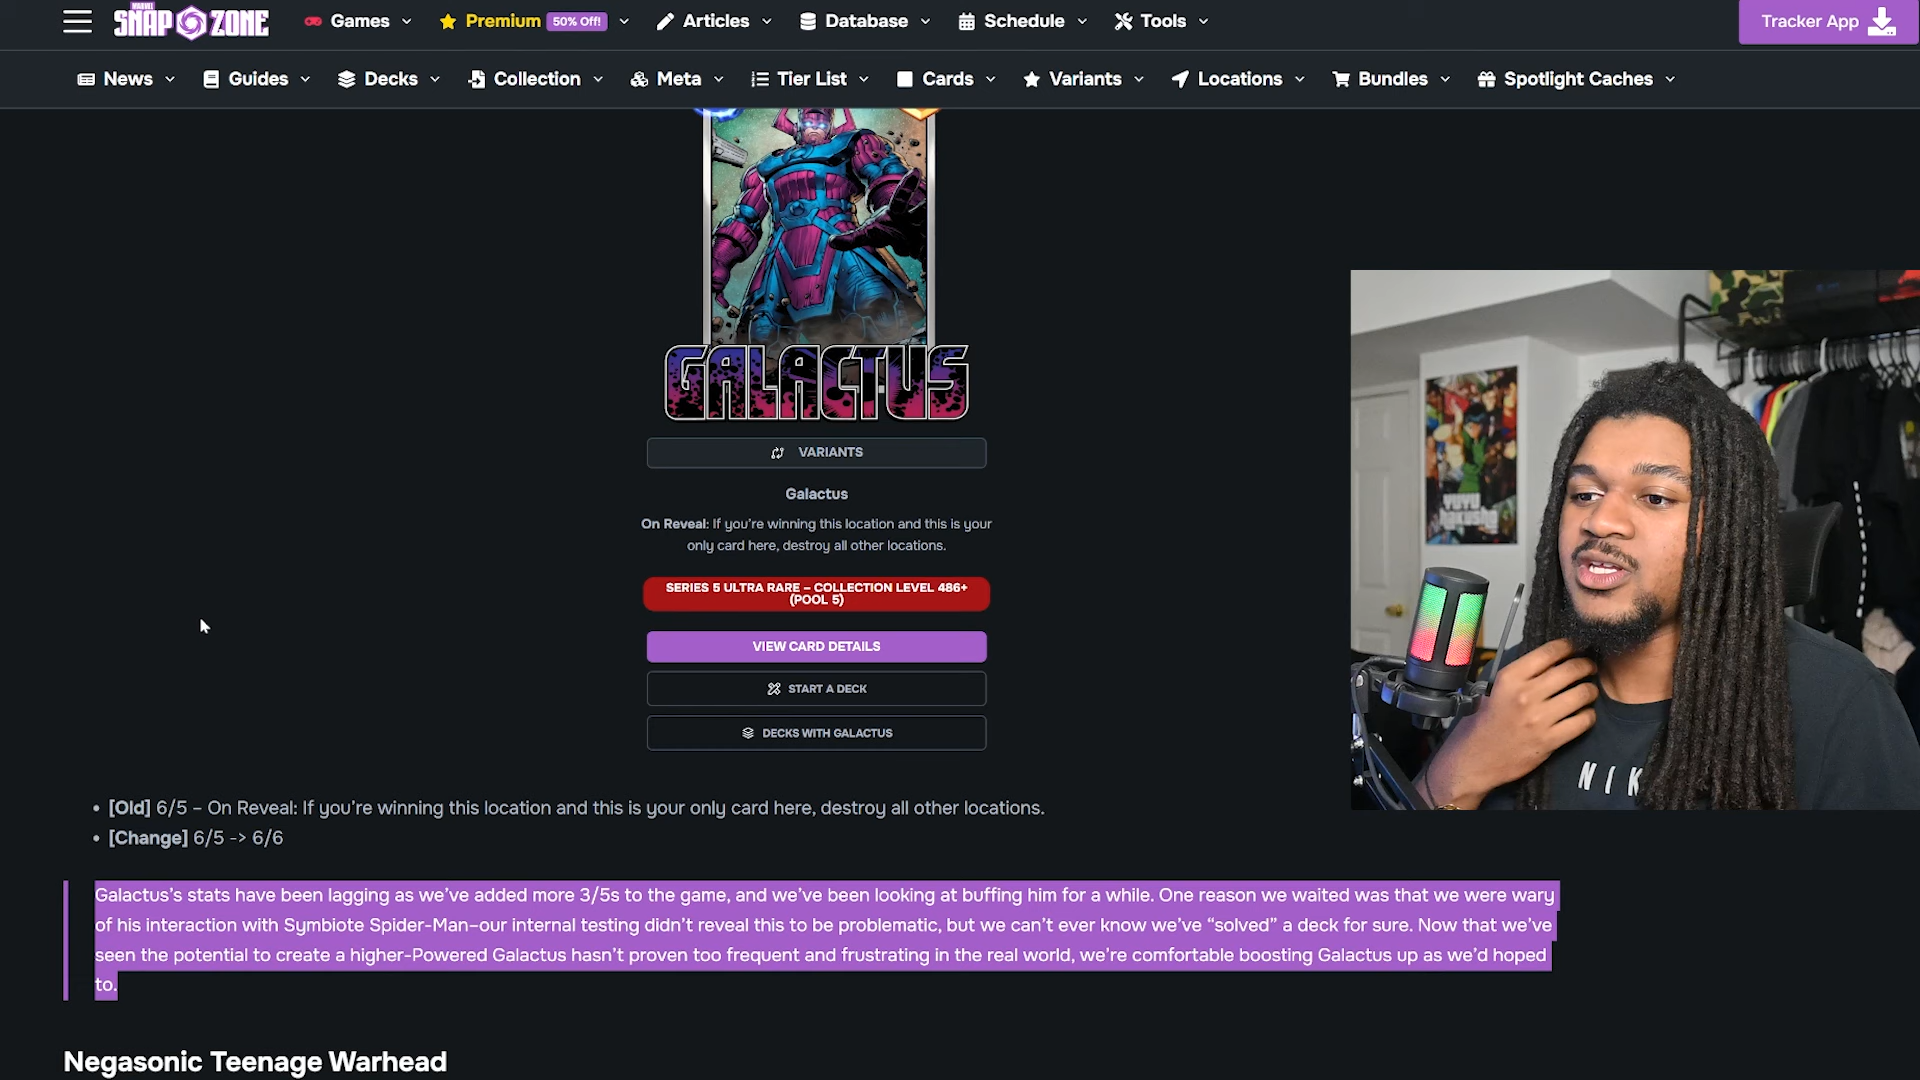 MARVEL
SNAP ZONE
Games
Premium 50% Off!
Articles
Database
Schedule
Tools
Tracker App
News
Guides
Decks
Collection
Meta
Tier List
Cards
Variants
Locations
Bundles
Spotlight Caches
GALACTUS
VARIANTS
Galactus
On Reveal: If you’re winning this location and this is your
only card here, destroy all other locations.
SERIES 5 ULTRA RARE – COLLECTION LEVEL 486+
(POOL 5)
VIEW CARD DETAILS
START A DECK
DECKS WITH GALACTUS
• [Old] 6/5 – On Reveal: If you’re winning this location and this is your only card here, destroy all other locations.
• [Change] 6/5 -> 6/6
Galactus’s stats have been lagging as we’ve added more 3/5s to the game, and we’ve been looking at buffing him for a while. One reason we waited was that we were wary
of his interaction with Symbiote Spider-Man–our internal testing didn’t reveal this to be problematic, but we can’t ever know we’ve “solved” a deck for sure. Now that we’ve
seen the potential to create a higher-Powered Galactus hasn’t proven too frequent and frustrating in the real world, we’re comfortable boosting Galactus up as we’d hoped
to.
Negasonic Teenage Warhead
NIK